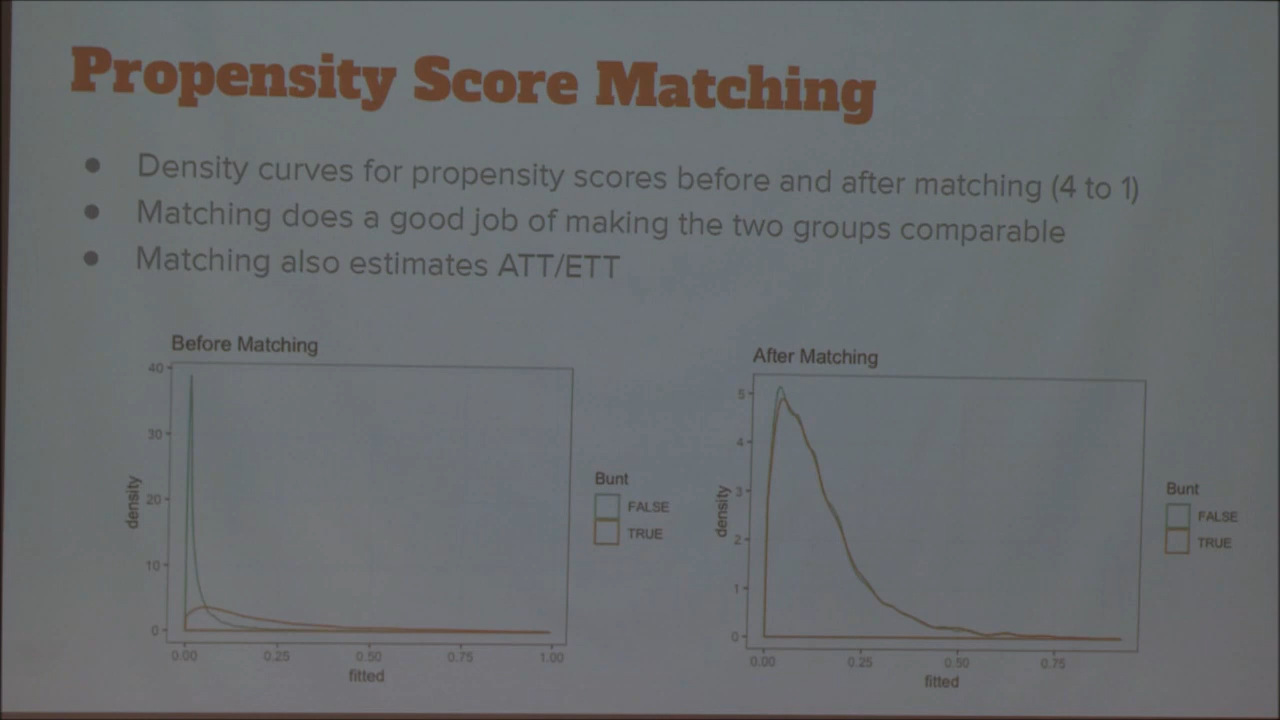 Propensity Score Matching
● Density curves for propensity scores before and after matching (4 to 1)
● Matching does a good job of making the two groups comparable
● Matching also estimates ATT/ETT
Before Matching
40
30
20
10
0
density
0.00 0.25 0.50 0.75 1.00
fitted
Bunt
FALSE
TRUE
After Matching
5
4
3
2
1
0
density
0.00 0.25 0.50 0.75
fitted
Bunt
FALSE
TRUE